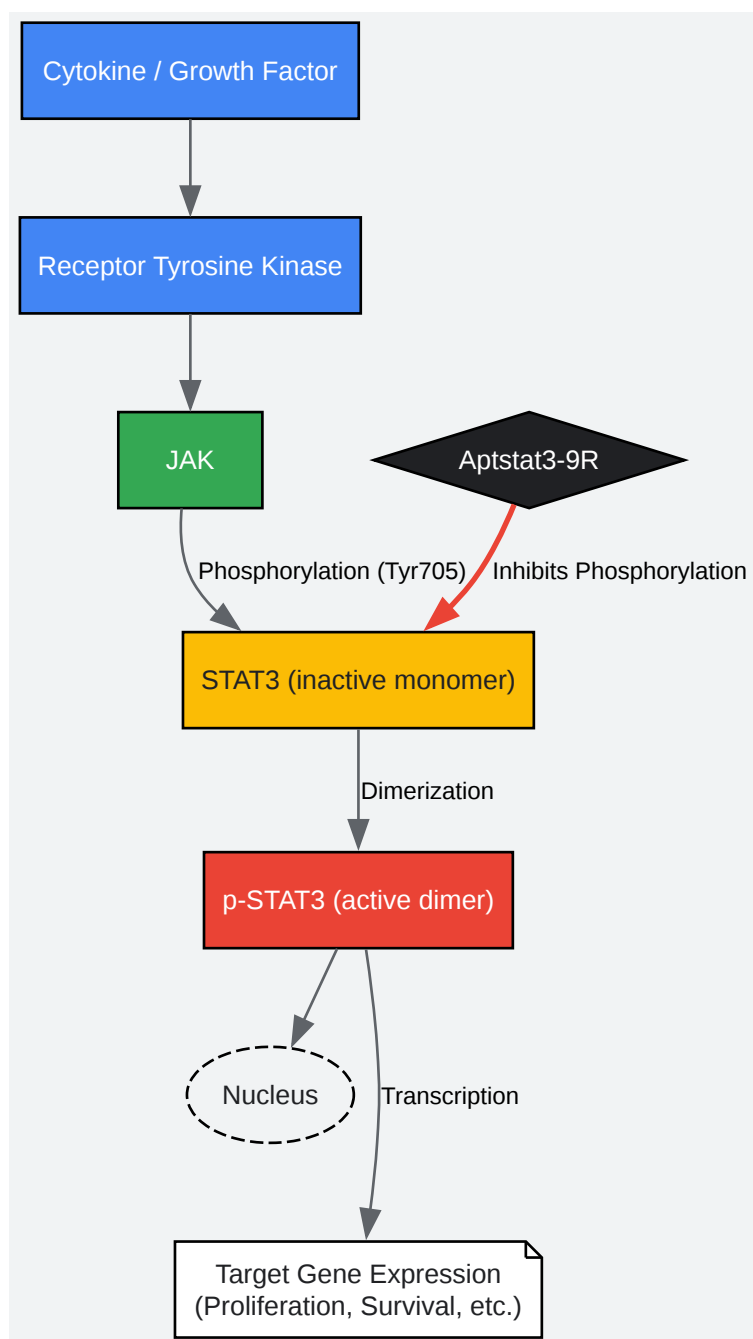 Cytokine / Growth Factor
Receptor Tyrosine Kinase
JAK
Aptstat3-9R
Phosphorylation (Tyr705)
Inhibits Phosphorylation
STAT3 (inactive monomer)
Dimerization
p-STAT3 (active dimer)
Nucleus
Transcription
Target Gene Expression
(Proliferation, Survival, etc.)